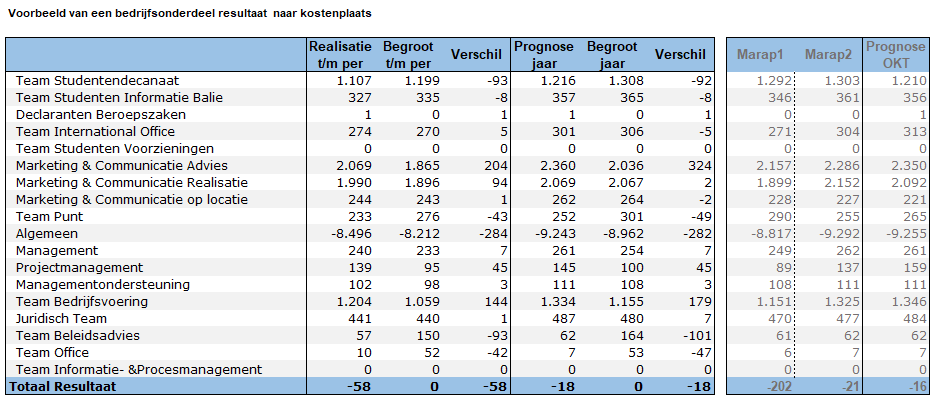 Voorbeeld van een bedrijfsonderdeel resultaat naar kostenplaats
Realisatie t/m per Begroot t/m per Verschil Prognose jaar Begroot jaar Verschil Marap1 Marap2 Prognose OKT
Team Studentendecanaat 1.107 1.199 -93 1.216 1.308 -92 1.292 1.303 1.210
Team Studenten Informatie Balie 327 335 -8 357 365 -8 346 361 356
Declaranten Beroepszaken 1 0 1 1 0 1 0 0 1
Team International Office 274 270 5 301 306 -5 271 304 313
Team Studenten Voorzieningen 0 0 0 0 0 0 0 0 0
Marketing & Communicatie Advies 2.069 1.865 204 2.360 2.036 324 2.157 2.286 2.350
Marketing & Communicatie Realisatie 1.990 1.896 94 2.069 2.067 2 1.899 2.152 2.092
Marketing & Communicatie op locatie 244 243 1 262 264 -2 228 227 221
Team Punt 233 276 -43 252 301 -49 290 255 265
Algemeen -8.496 -8.212 -284 -9.243 -8.962 -282 -8.817 -9.292 -9.255
Management 240 233 7 261 254 7 249 262 261
Projectmanagement 139 95 45 145 100 45 89 137 159
Managementondersteuning 102 98 3 111 108 3 108 111 111
Team Bedrijfsvoering 1.204 1.059 144 1.334 1.155 179 1.151 1.325 1.346
Juridisch Team 441 440 1 487 480 7 470 477 484
Team Beleidsadvies 57 150 -93 62 164 -101 61 62 62
Team Office 10 52 -42 7 53 -47 6 7 7
Team Informatie- &Procesmanagement 0 0 0 0 0 0 0 0 0
Totaal Resultaat -58 0 -58 -18 0 -18 -202 -21 -16